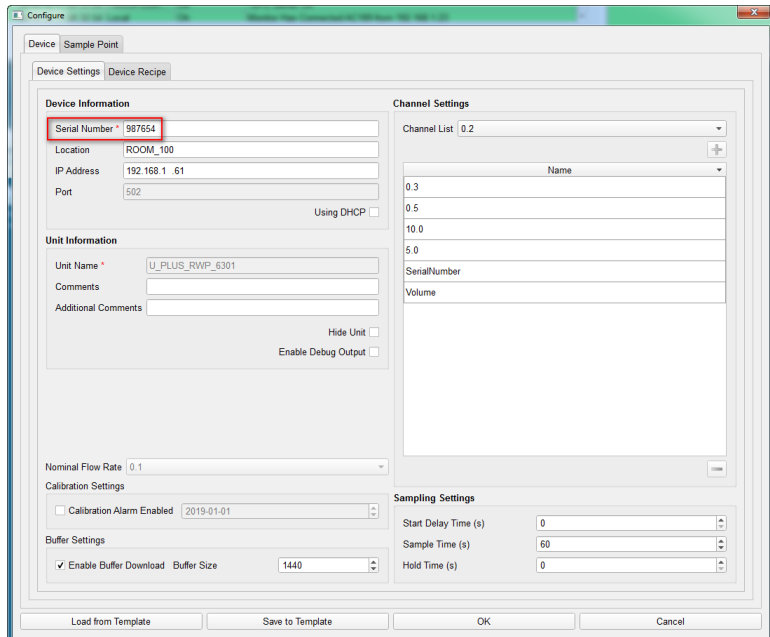 Configure
Device Sample Point
Device Settings Device Recipe
Device Information
Serial Number * 987654
Location ROOM_100
IP Address 192.168.1 .61
Port 502
Using DHCP
Unit Information
Unit Name * U_PLUS_RWP_6301
Comments
Additional Comments
Hide Unit
Enable Debug Output
Nominal Flow Rate 0.1
Calibration Settings
Calibration Alarm Enabled 2019-01-01
Buffer Settings
Enable Buffer Download Buffer Size 1440
Channel Settings
Channel List 0.2
Name
0.3
0.5
10.0
5.0
SerialNumber
Volume
Sampling Settings
Start Delay Time (s) 0
Sample Time (s) 60
Hold Time (s) 0
Load from Template Save to Template OK Cancel